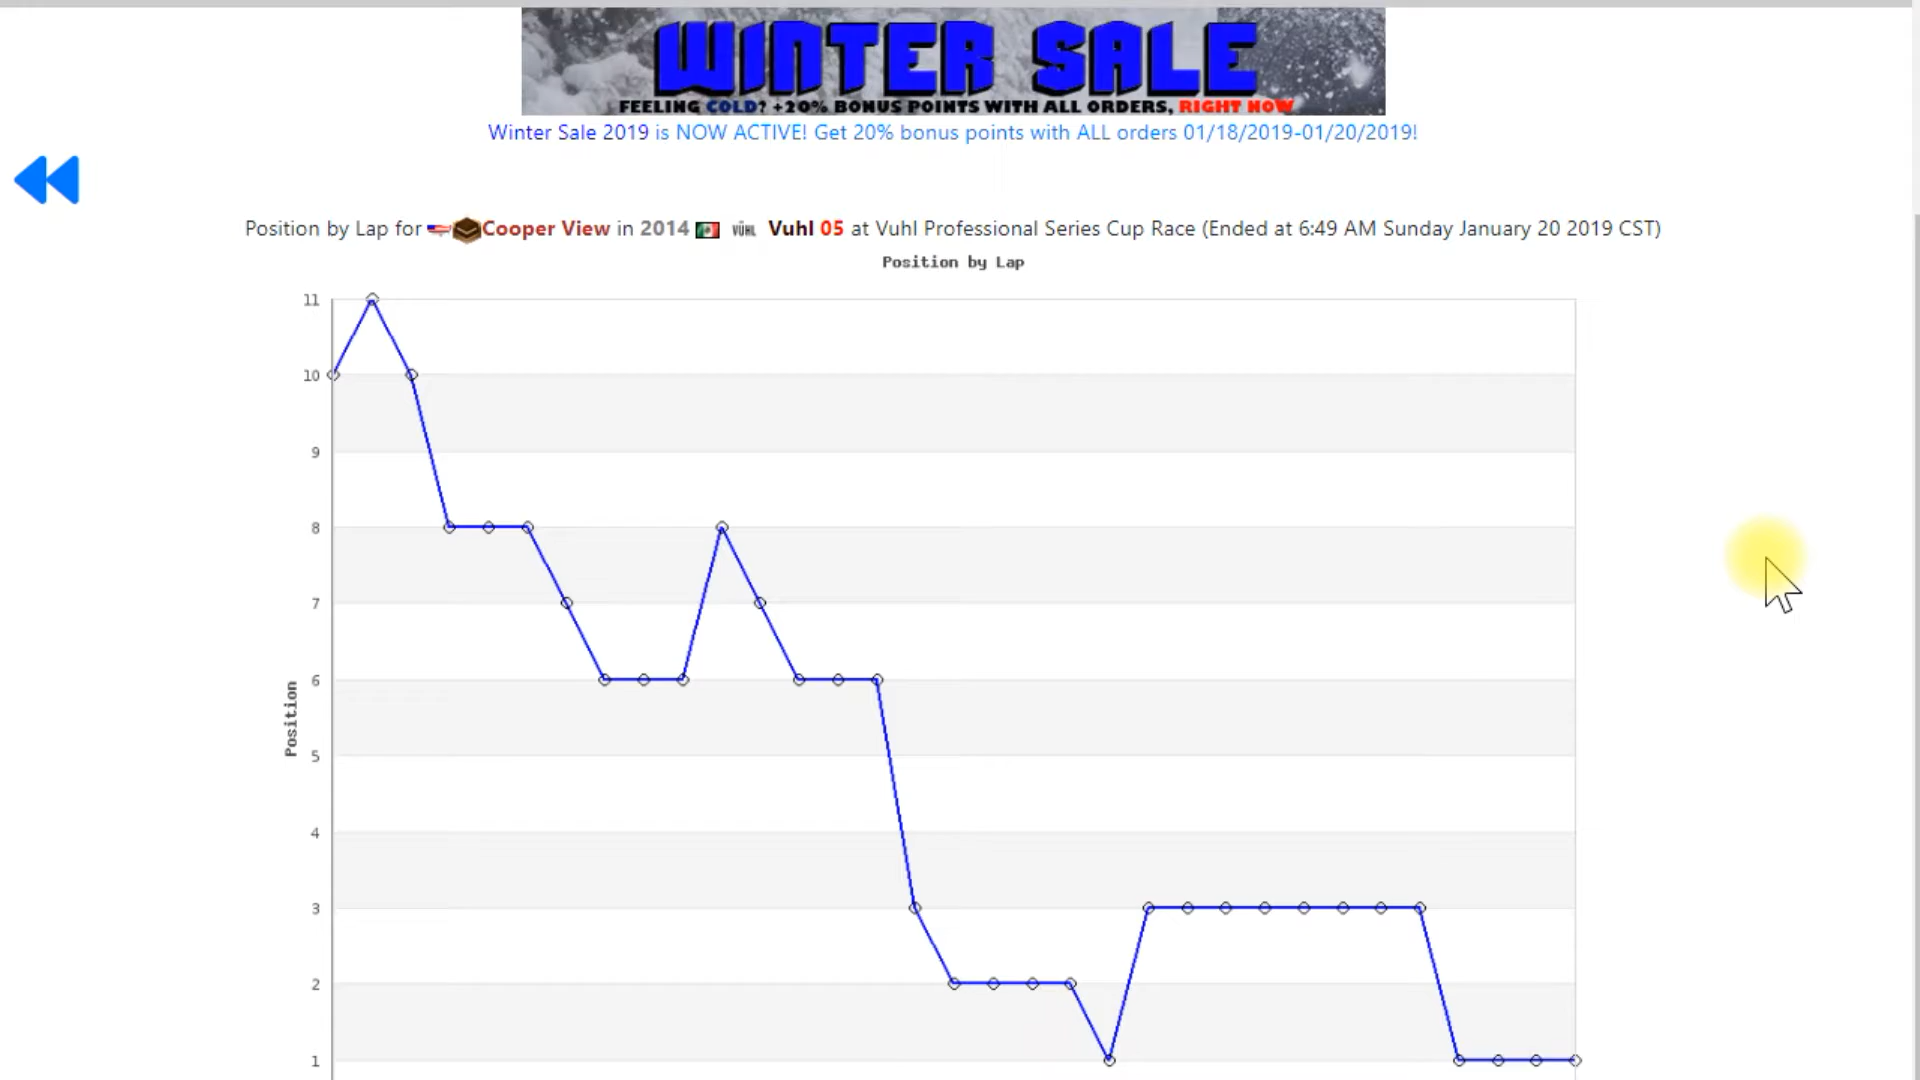 WINTER SALE
FEELING COLD? +20% BONUS POINTS WITH ALL ORDERS, RIGHT NOW
Winter Sale 2019 is NOW ACTIVE! Get 20% bonus points with ALL orders 01/18/2019-01/20/2019!
Position by Lap for Cooper View in 2014 VUHL Vuhl 05 at Vuhl Professional Series Cup Race (Ended at 6:49 AM Sunday January 20 2019 CST)
Position by Lap
11
10
9
8
7
6
5
4
3
2
1
Position